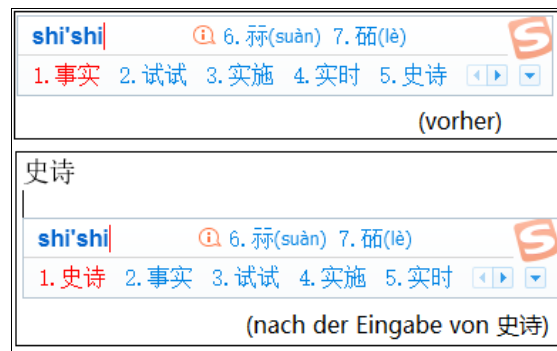 shi'shi 6.祘(suàn) 7.砳(lè)
1.事实 2.试试 3.实施 4.实时 5.史诗
(vorher)
史诗
shi'shi 6.祘(suàn) 7.砳(lè)
1.史诗 2.事实 3.试试 4.实施 5.实时
(nach der Eingabe von 史诗)